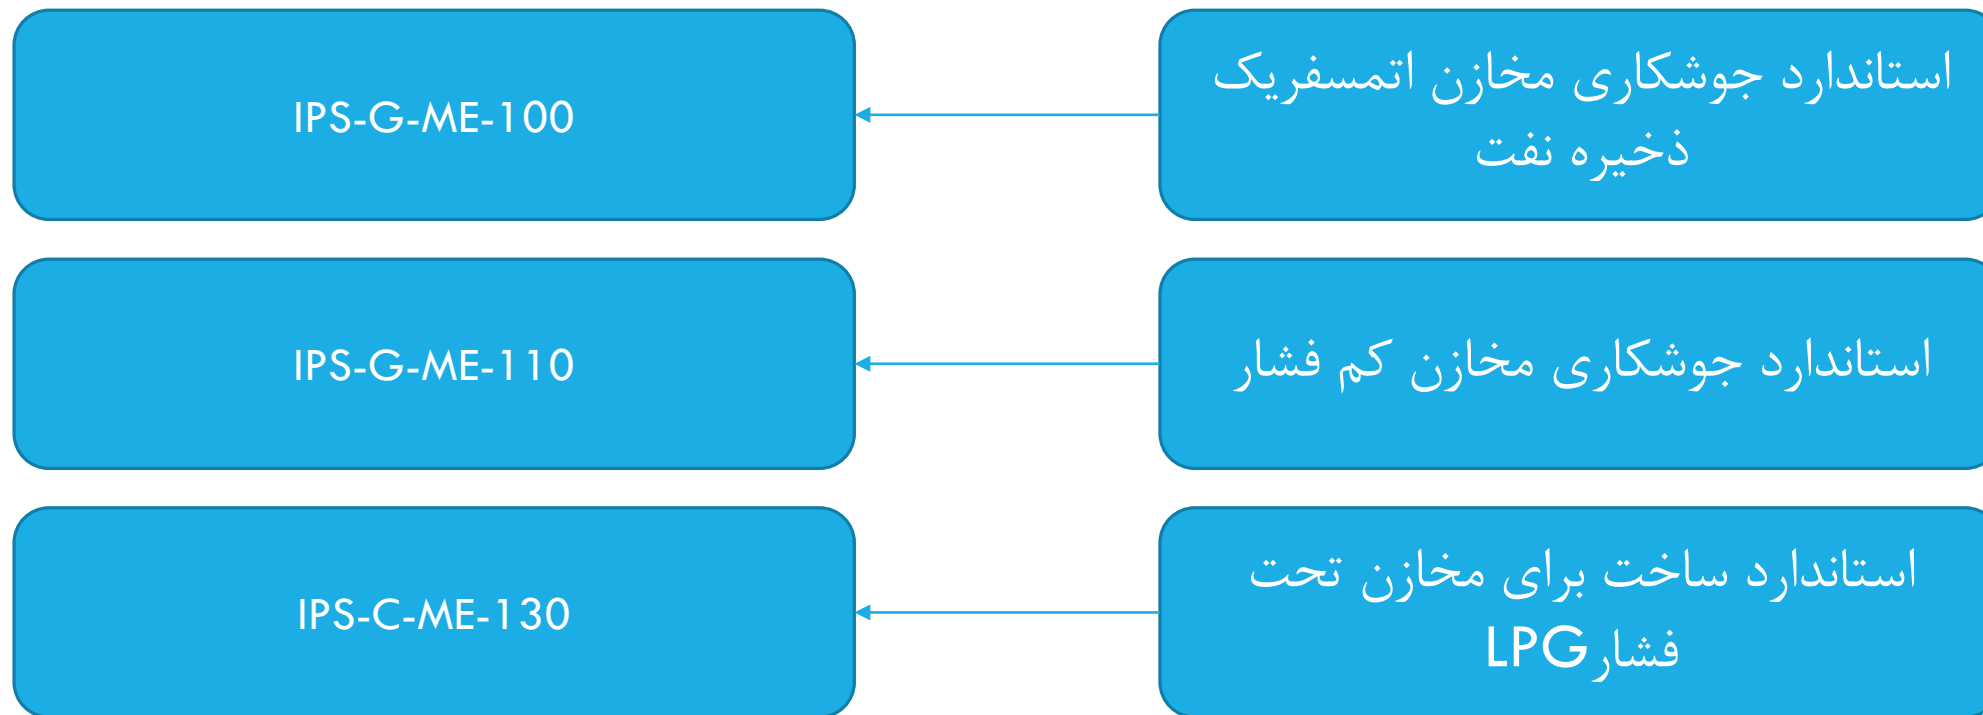 استاندارد جوشکاری مخازن اتمسفریک
ذخیره نفت
IPS-G-ME-100
استاندارد جوشکاری مخازن کم فشار
IPS-G-ME-110
استاندارد ساخت برای مخازن تحت
فشارLPG
IPS-C-ME-130